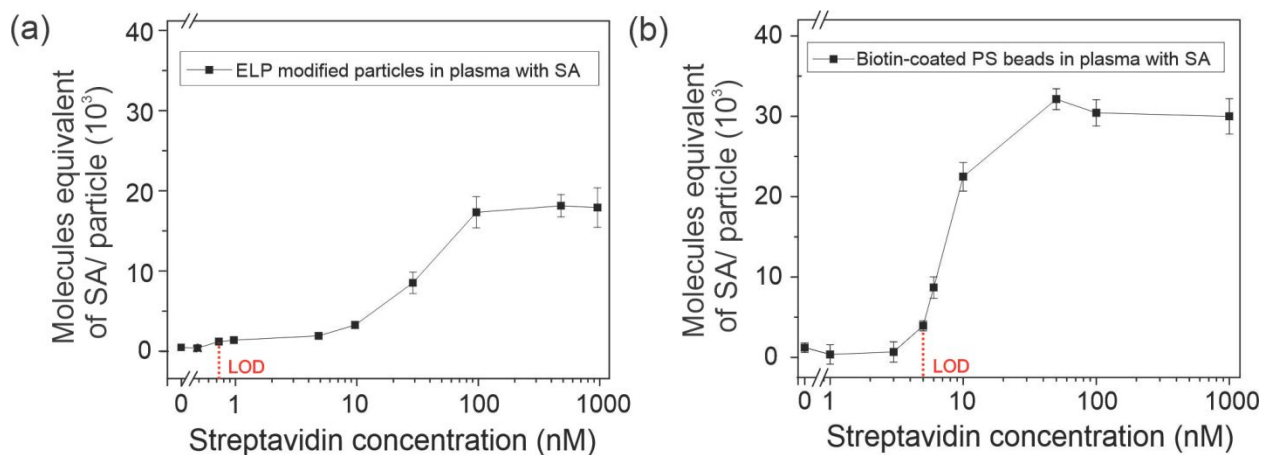 (a)
ELP modified particles in plasma with SA
Molecules equivalent
of SA/ particle (10³)
40
30
20
10
0
LOD
0 1 10 100 1000
Streptavidin concentration (nM)
(b)
Biotin-coated PS beads in plasma with SA
Molecules equivalent
of SA/ particle (10³)
40
30
20
10
0
LOD
0 1 10 100 1000
Streptavidin concentration (nM)